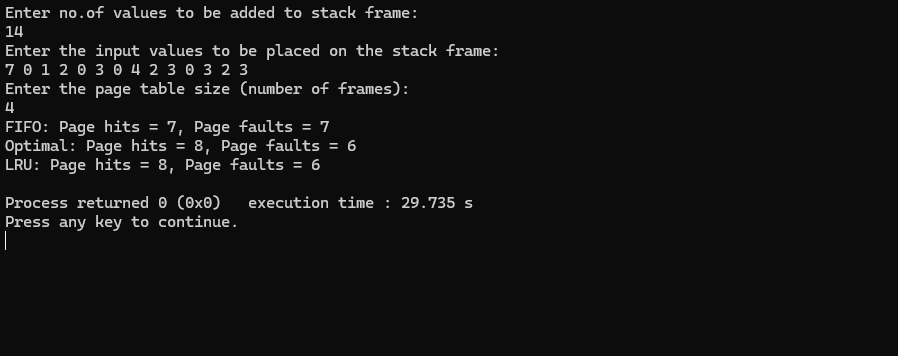 Enter no.of values to be added to stack frame:
14
Enter the input values to be placed on the stack frame:
7 0 1 2 0 3 0 4 2 3 0 3 2 3
Enter the page table size (number of frames):
4
FIFO: Page hits = 7, Page faults = 7
Optimal: Page hits = 8, Page faults = 6
LRU: Page hits = 8, Page faults = 6
Process returned 0 (0x0)   execution time : 29.735 s
Press any key to continue.